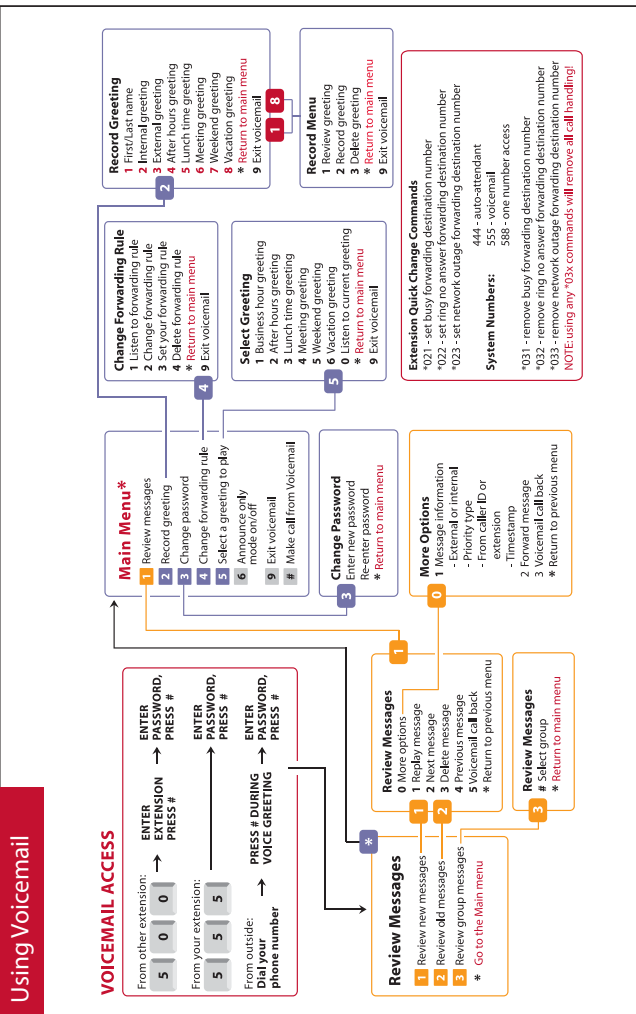 Using Voicemail
VOICEMAIL ACCESS
From other extension:
5 0 0
ENTER
EXTENSION
PRESS #
ENTER
PASSWORD,
PRESS #
From your extension:
5 5 5
ENTER
PASSWORD,
PRESS #
From outside:
Dial your
phone number
PRESS # DURING
VOICE GREETING
ENTER
PASSWORD,
PRESS #
*
Review Messages
1 Review new messages
2 Review old messages
3 Review group messages
* Go to the Main menu
1
2
Review Messages
0 More options
1 Replay message
2 Next message
3 Delete message
4 Previous message
5 Voicemail call back
* Return to previous menu
3
Review Messages
# Select group
* Return to main menu
1
Main Menu*
1 Review messages
2 Record greeting
3 Change password
4 Change forwarding rule
5 Select a greeting to play
6 Announce only
mode on/off
9 Exit voicemail
# Make call from Voicemail
3
Change Password
Enter new password
Re-enter password
* Return to main menu
0
More Options
1 Message information
- External or internal
- Priority type
- From caller ID or
extension
- Timestamp
2 Forward message
3 Voicemail call back
* Return to previous menu
4
Change Forwarding Rule
1 Listen to forwarding rule
2 Change forwarding rule
3 Set your forwarding rule
4 Delete forwarding rule
* Return to main menu
9 Exit voicemail
5
Select Greeting
1 Business hour greeting
2 After hours greeting
3 Lunch time greeting
4 Meeting greeting
5 Weekend greeting
6 Vacation greeting
0 Listen to current greeting
* Return to main menu
9 Exit voicemail
2
Record Greeting
1 First/Last name
2 Internal greeting
3 External greeting
4 After hours greeting
5 Lunch time greeting
6 Meeting greeting
7 Weekend greeting
8 Vacation greeting
* Return to main menu
9 Exit voicemail
1 8
Record Menu
1 Review greeting
2 Record greeting
3 Delete greeting
* Return to main menu
9 Exit voicemail
Extension Quick Change Commands
*021 - set busy forwarding destination number
*022 - set ring no answer forwarding destination number
*023 - set network outage forwarding destination number
System Numbers:
444 - auto-attendant
555 - voicemail
588 - one number access
*031 - remove busy forwarding destination number
*032 - remove ring no answer forwarding destination number
*033 - remove network outage forwarding destination number
NOTE: using any *03x commands will remove all call handling!